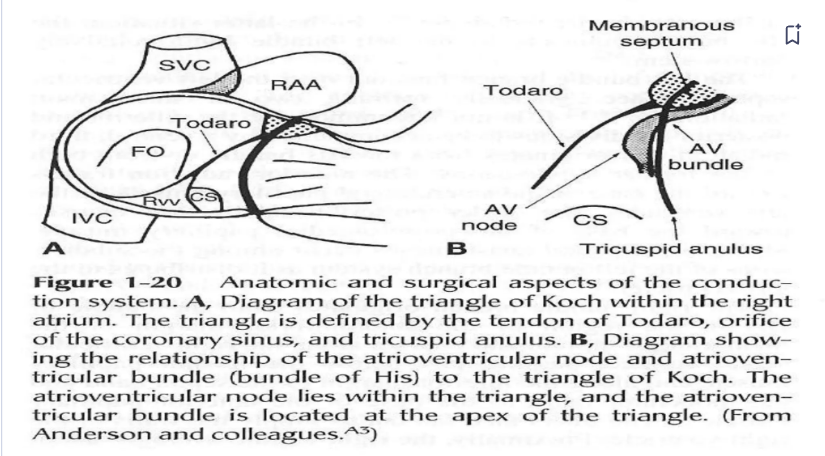 SVC
RAA
Tr
PTC
FO
Rvv
CS
IVC
A
Membranous
septum
Todaro
AV
bundle
AV
node
CS
B
Tricuspid anulus
Figure 1-20 Anatomic and surgical aspects of the conduc-
tion system. A, Diagram of the triangle of Koch within the right
atrium. The triangle is defined by the tendon of Todaro, orifice
of the coronary sinus, and tricuspid anulus. B, Diagram show-
ing the relationship of the atrioventricular node and atrioven-
tricular bundle (bundle of His) to the triangle of Koch. The
atrioventricular node lies within the triangle, and the atrioven-
tricular bundle is located at the apex of the triangle. (From
Anderson and colleagues.A3)